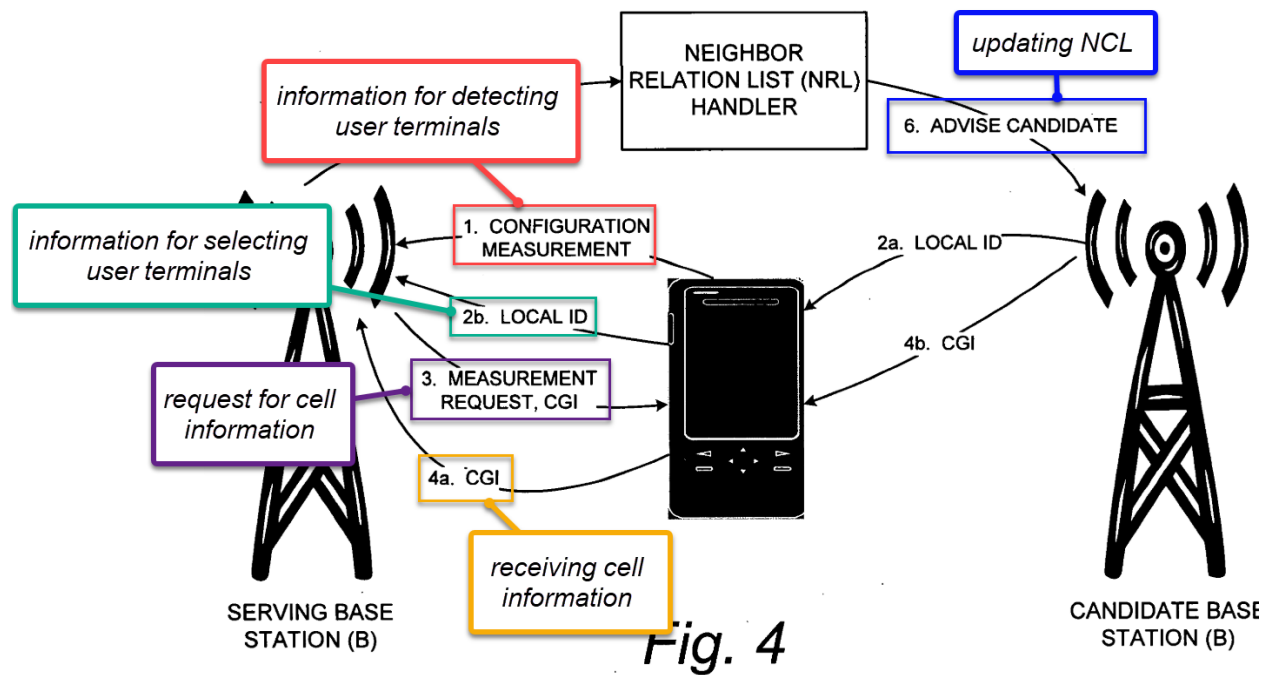 NEIGHBOR
RELATION LIST (NRL)
HANDLER
updating NCL
6. ADVISE CANDIDATE
information for detecting
user terminals
1. CONFIGURATION
MEASUREMENT
information for selecting
user terminals
2b. LOCAL ID
2a. LOCAL ID
4b. CGI
3. MEASUREMENT
REQUEST, CGI
request for cell
information
4a. CGI
receiving cell
information
SERVING BASE
STATION (B)
CANDIDATE BASE
STATION (B)
Fig. 4